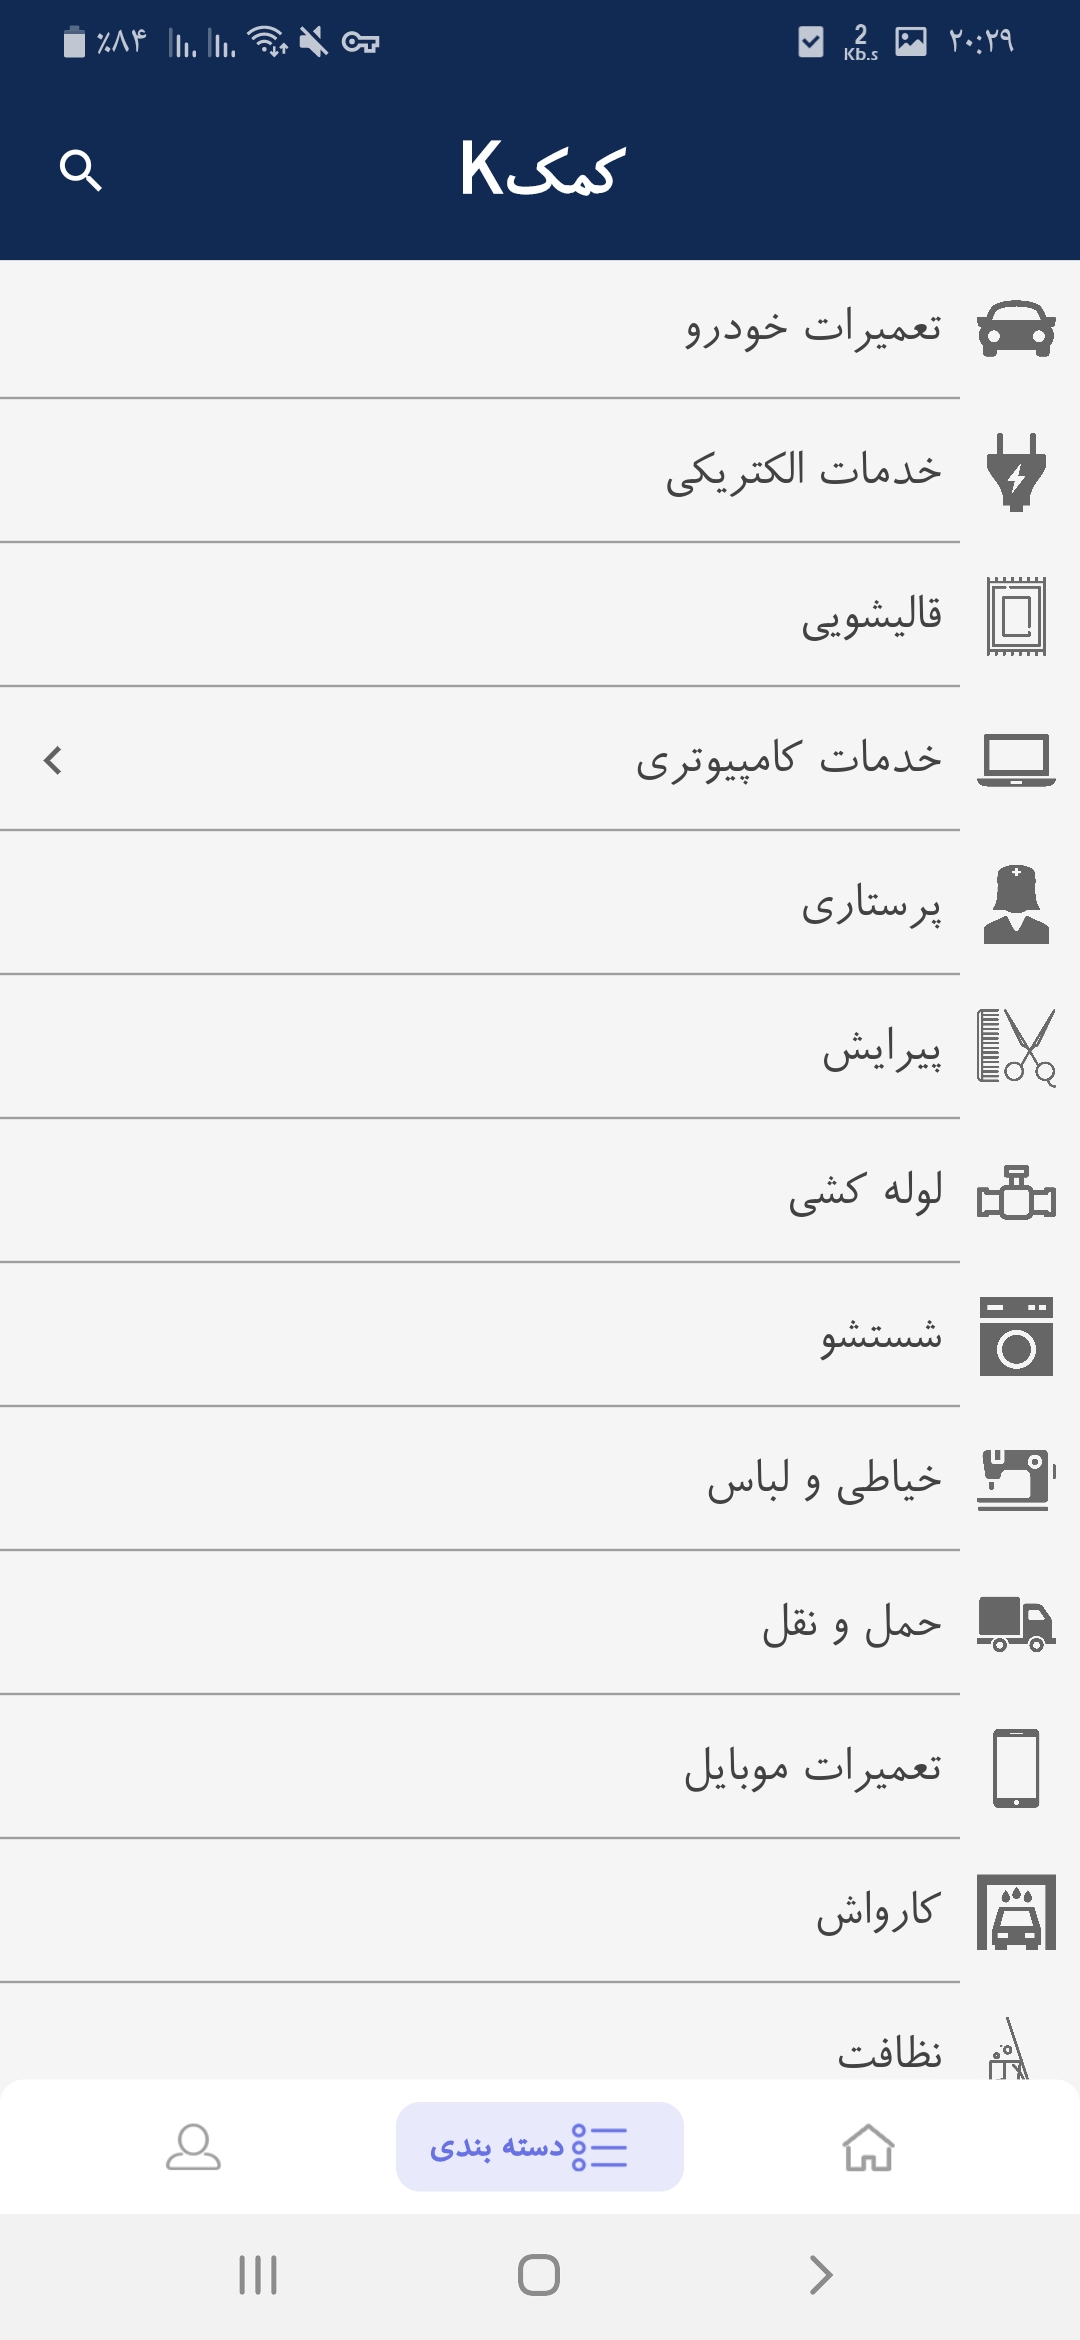 ٪۸۴
2 Kb.s
۲۰:۲۹
کمکK
تعمیرات خودرو
خدمات الکتریکی
قالیشویی
خدمات کامپیوتری
پرستاری
پیرایش
لوله کشی
شستشو
خیاطی و لباس
حمل و نقل
تعمیرات موبایل
کارواش
نظافت
دسته بندی